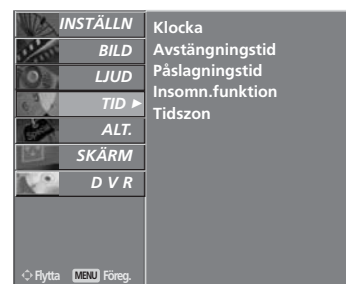 INSTÄLLN
BILD
LJUD
TID ►
ALT.
SKÄRM
D V R
Klocka
Avstängningstid
Påslagningstid
Insomn.funktion
Tidszon
Flytta MENU Föreg.